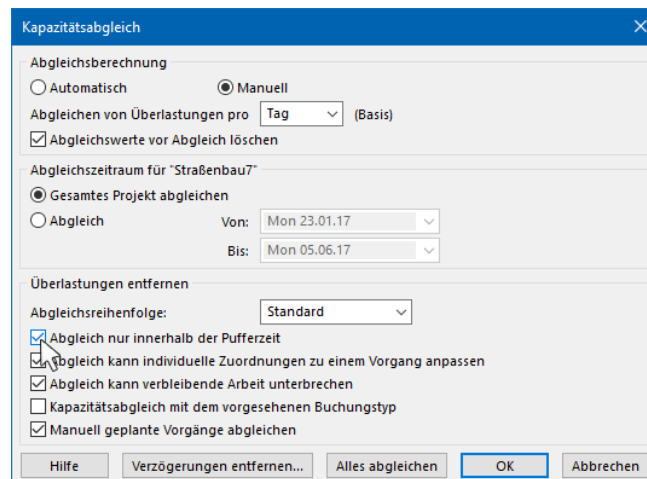 Kapazitätsabgleich
Abgleichsberechnung
Automatisch Manuell
Abgleichen von Überlastungen pro Tag (Basis)
Abgleichswerte vor Abgleich löschen
Abgleichszeitraum für "Straßenbau7"
Gesamtes Projekt abgleichen
Abgleich Von: Mon 23.01.17
Bis: Mon 05.06.17
Überlastungen entfernen
Abgleichsreihenfolge: Standard
Abgleich nur innerhalb der Pufferzeit
Abgleich kann individuelle Zuordnungen zu einem Vorgang anpassen
Abgleich kann verbleibende Arbeit unterbrechen
Kapazitätsabgleich mit dem vorgesehenen Buchungstyp
Manuell geplante Vorgänge abgleichen
Hilfe Verzögerungen entfernen... Alles abgleichen OK Abbrechen